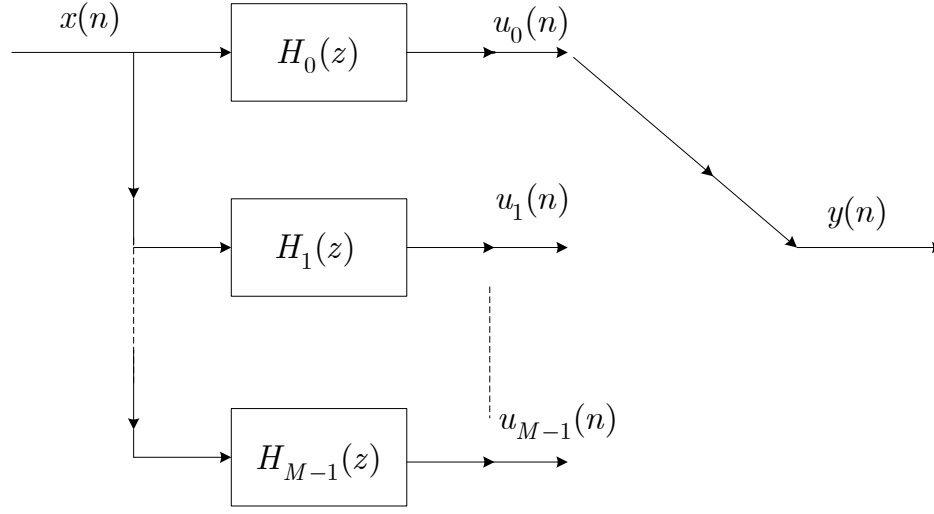 x(n)
H_0(z)
u_0(n)
H_1(z)
u_1(n)
y(n)
H_{M-1}(z)
u_{M-1}(n)